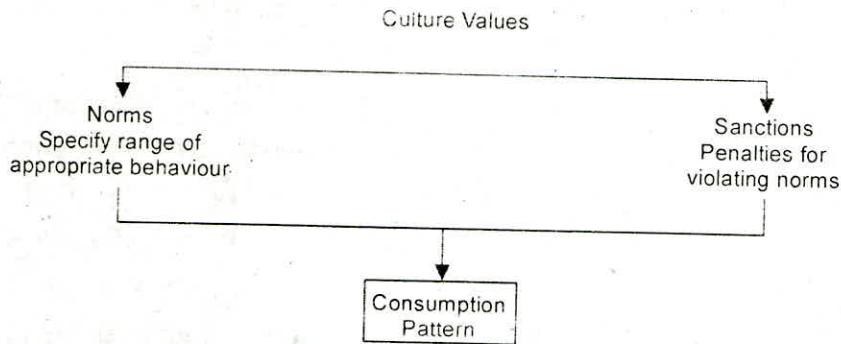 Culture Values
Norms
Specify range of
appropriate behaviour
Sanctions
Penalties for
violating norms
Consumption
Pattern